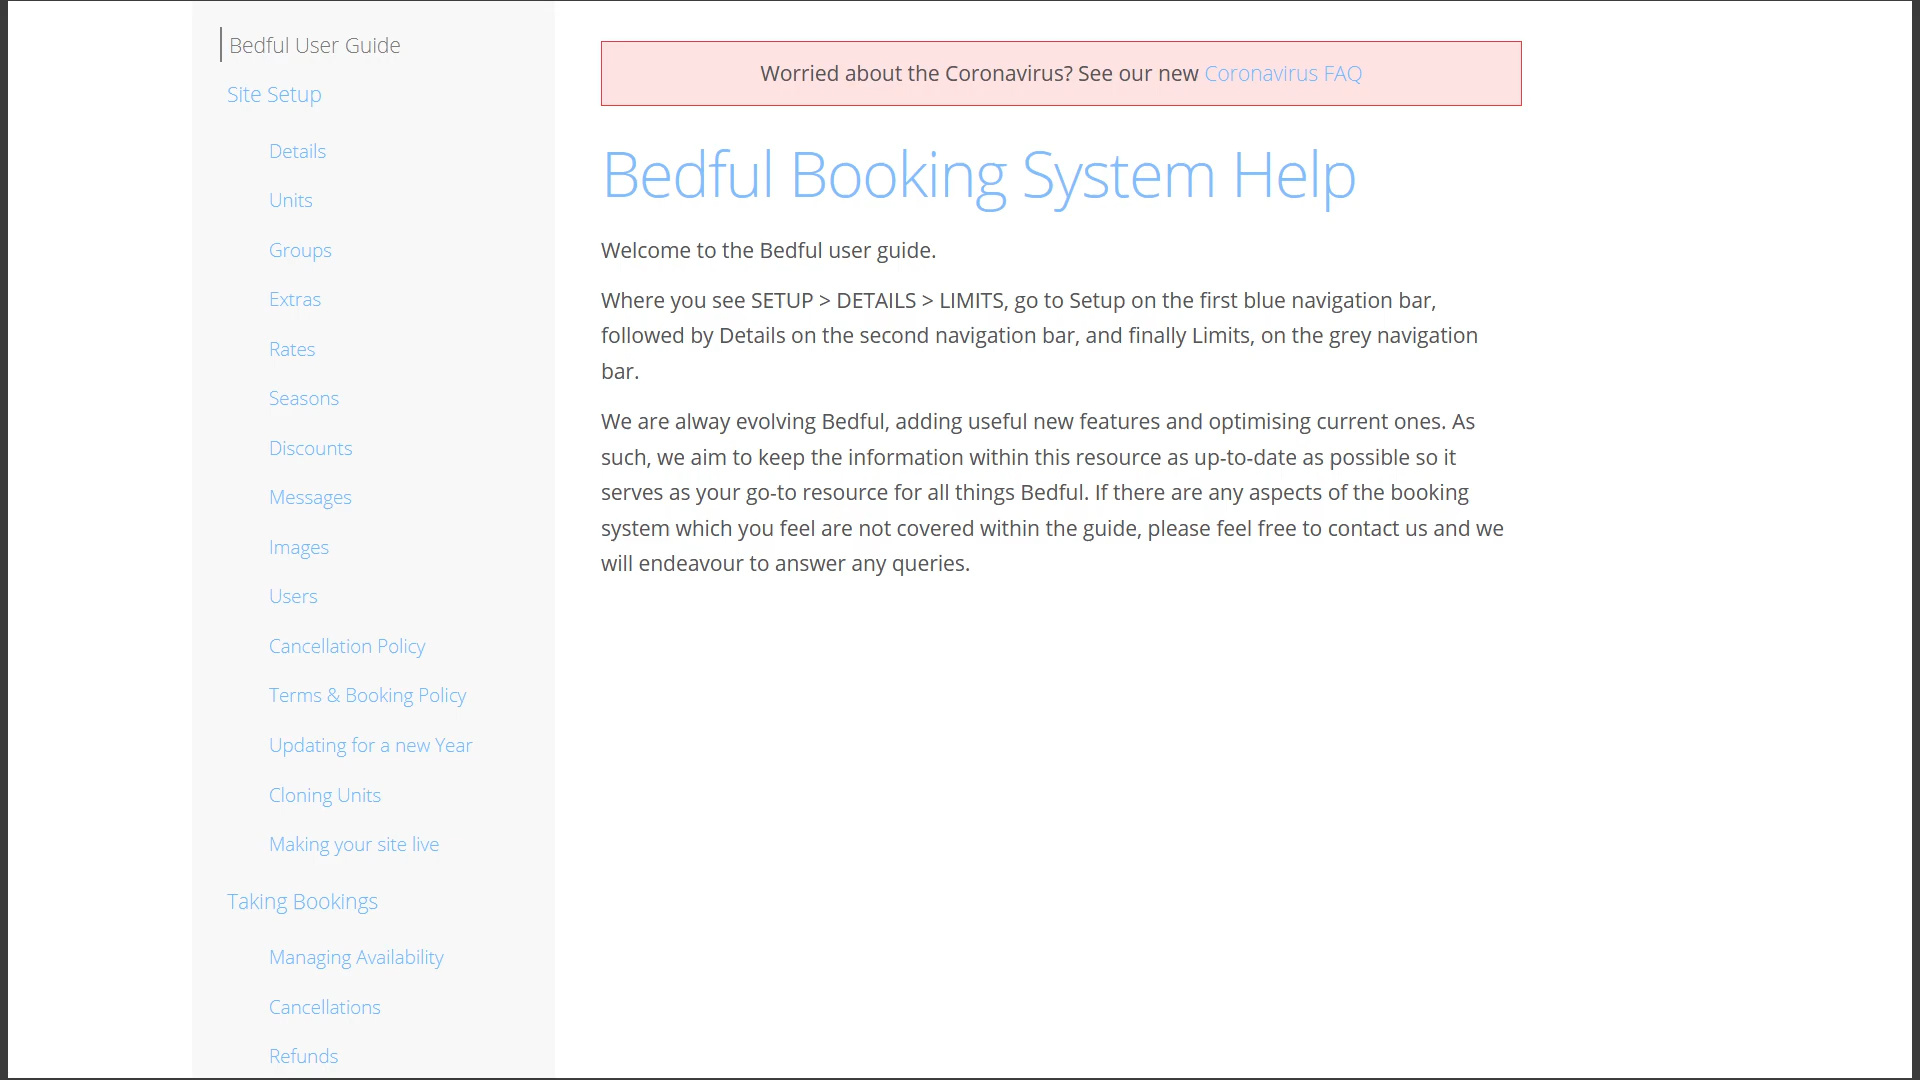 Bedful User Guide
Site Setup
Details
Units
Groups
Extras
Rates
Seasons
Discounts
Messages
Images
Users
Cancellation Policy
Terms & Booking Policy
Updating for a new Year
Cloning Units
Making your site live
Taking Bookings
Managing Availability
Cancellations
Refunds
Worried about the Coronavirus? See our new Coronavirus FAQ
Bedful Booking System Help
Welcome to the Bedful user guide.
Where you see SETUP > DETAILS > LIMITS, go to Setup on the first blue navigation bar,
followed by Details on the second navigation bar, and finally Limits, on the grey navigation
bar.
We are alway evolving Bedful, adding useful new features and optimising current ones. As
such, we aim to keep the information within this resource as up-to-date as possible so it
serves as your go-to resource for all things Bedful. If there are any aspects of the booking
system which you feel are not covered within the guide, please feel free to contact us and we
will endeavour to answer any queries.